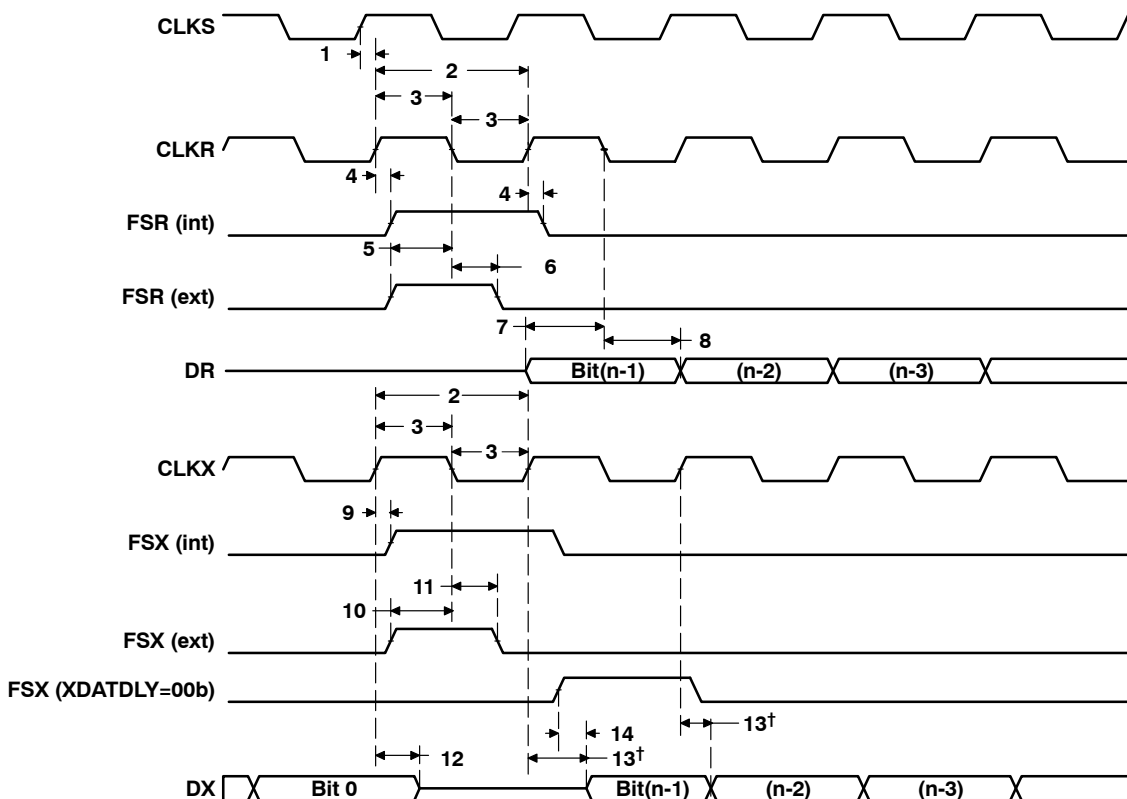 CLKS
1
2
3
3
CLKR
4
4
FSR (int)
5
6
FSR (ext)
7
8
DR Bit(n-1) (n-2) (n-3)
2
3
3
CLKX
9
FSX (int)
11
10
FSX (ext)
FSX (XDATDLY=00b)
14 13†
12 13†
DX Bit 0 Bit(n-1) (n-2) (n-3)